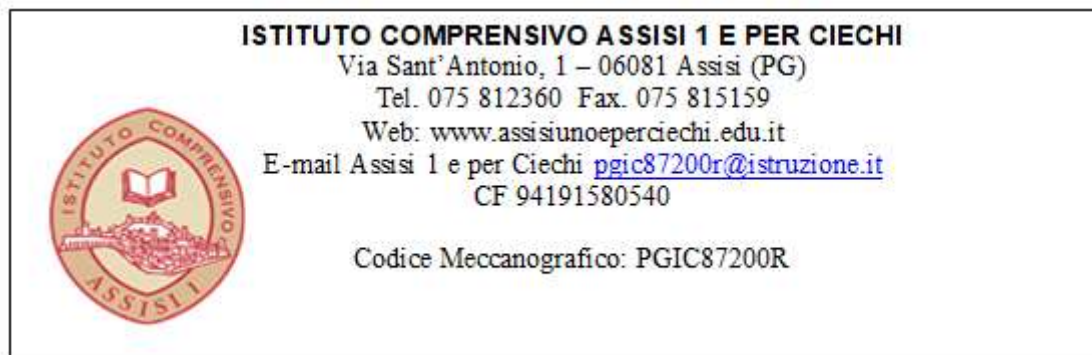 ISTITUTO COMPRENSIVO ASSISI 1 E PER CIECHI
Via Sant'Antonio, 1 – 06081 Assisi (PG)
Tel. 075 812360 Fax. 075 815159
Web: www.assisiunoeperciechi.edu.it
E-mail Assisi 1 e per Ciechi pgic87200r@istruzione.it
CF 94191580540
Codice Meccanografico: PGIC87200R
ISTITUTO COMPRENSIVO
ASSISI 1